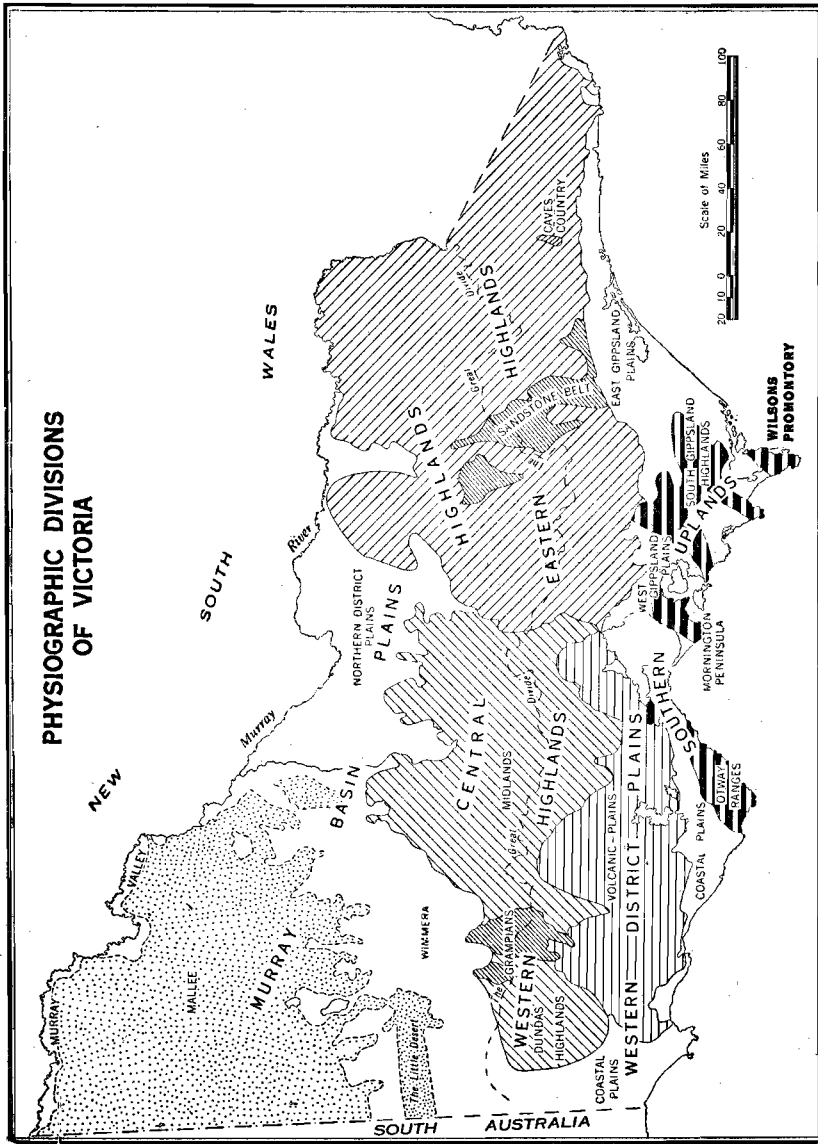 PHYSIOGRAPHIC DIVISIONS
OF VICTORIA
NEW
SOUTH
WALES
MURRAY
VALLEY
Murray
River
MALLEE
MURRAY
BASIN
PLAINS
NORTHERN DISTRICT
PLAINS
The Little Desert
WIMMERA
HIGHLANDS
HIGHLANDS
EASTERN
Great
Divide
The
SANDSTONE BELT
CAVES
COUNTRY
CENTRAL
MIDLANDS
HIGHLANDS
Great
Divide
The
GRAMPIANS
WESTERN
DUNDAS
HIGHLANDS
VOLCANIC-PLAINS
WESTERN DISTRICT PLAINS
COASTAL
PLAINS
COASTAL PLAINS
OTWAY
RANGES
SOUTHERN
UPLANDS
MORNINGTON
PENINSULA
WEST
GIPPSLAND
PLAINS
SOUTH GIPPSLAND
HIGHLANDS
EAST GIPPSLAND
PLAINS
WILSONS
PROMONTORY
SOUTH AUSTRALIA
Scale of Miles
20 10 0 20 40 60 80 100